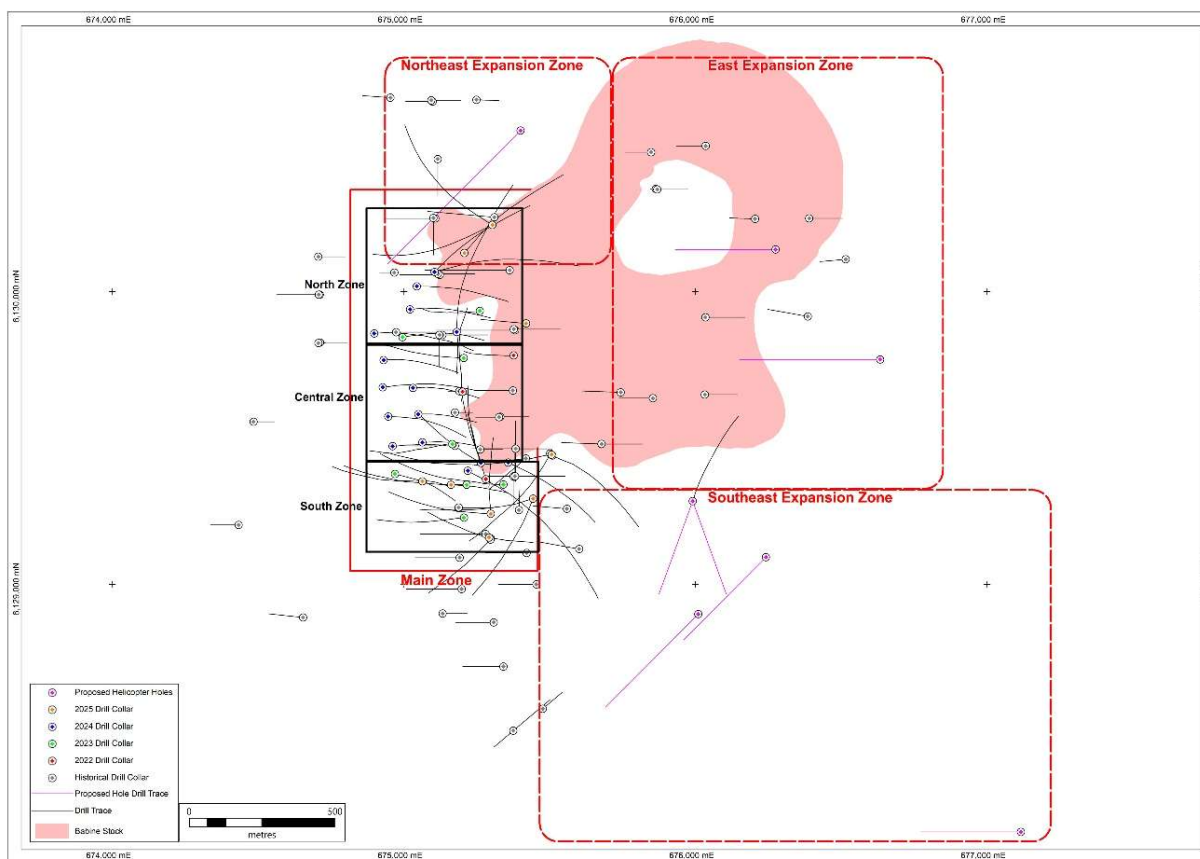 674,000 mE
675,000 mE
676,000 mE
677,000 mE
Northeast Expansion Zone
East Expansion Zone
6,130,000 mN
North Zone
Central Zone
South Zone
Southeast Expansion Zone
Main Zone
6,129,000 mN
Proposed Helicopter Holes
2025 Drill Collar
2024 Drill Collar
2023 Drill Collar
2022 Drill Collar
Historical Drill Collar
Proposed Hole Drill Trace
Drill Trace
Babine Stock
0
500
metres
674,000 mE
675,000 mE
676,000 mE
677,000 mE